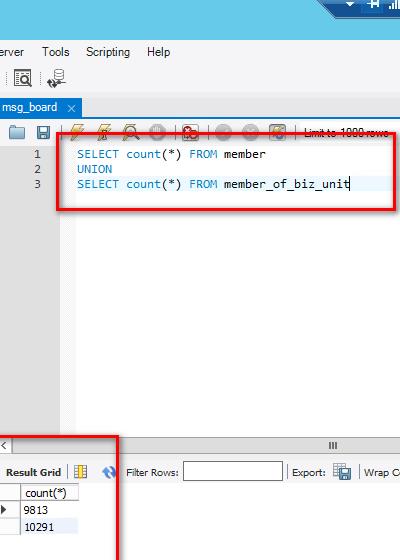 erver Tools Scripting Help
msg_board
Limit to 1000 rows
1 SELECT count(*) FROM member
2 UNION
3 SELECT count(*) FROM member_of_biz_unit
Result Grid Filter Rows: Export: Wrap C
count(*)
9813
10291